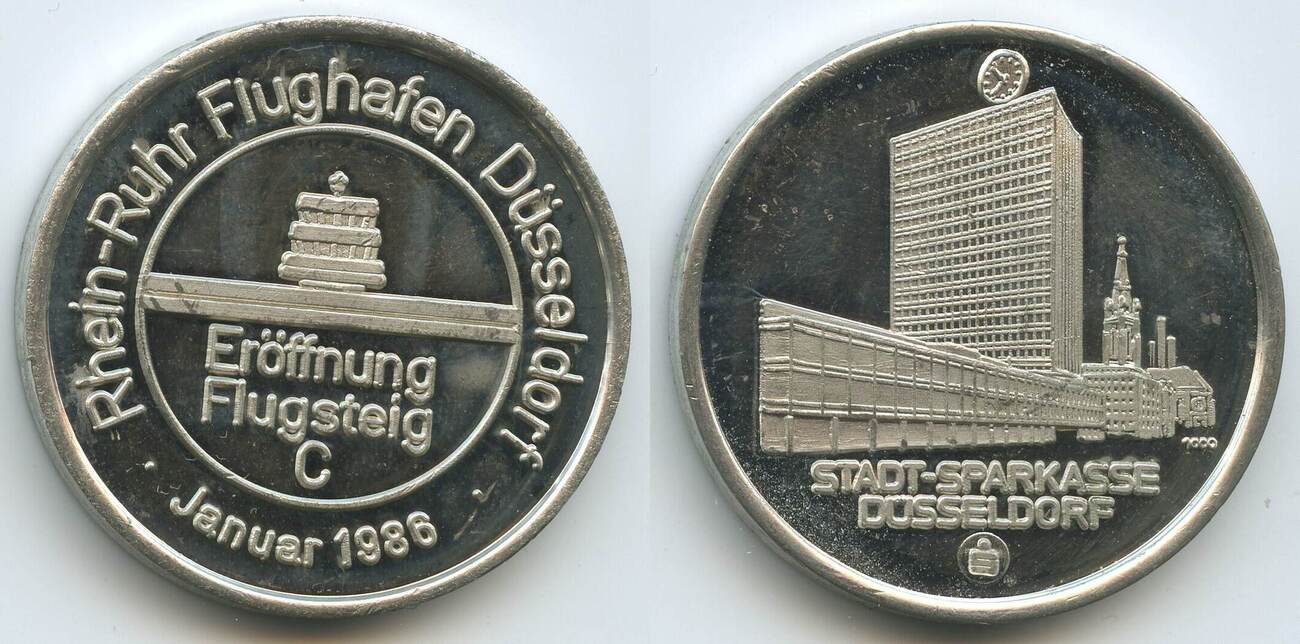 Rhein-Ruhr Flughafen Düsseldorf
Eröffnung
Flugsteig
C
Januar 1986
STADT-SPARKASSE
DÜSSELDORF